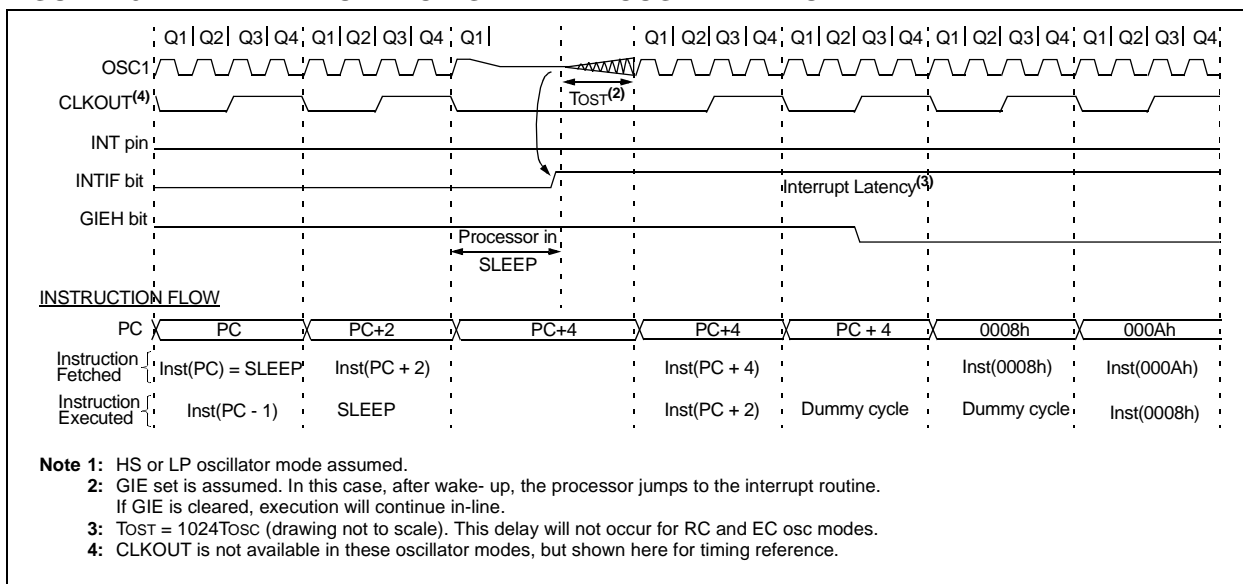 Q1 Q2 Q3 Q4 Q1 Q2 Q3 Q4 Q1 Q1 Q2 Q3 Q4 Q1 Q2 Q3 Q4 Q1 Q2 Q3 Q4 Q1 Q2 Q3 Q4
OSC1
TOST(2)
CLKOUT(4)
INT pin
INTIF bit
Interrupt Latency(3)
GIEH bit
Processor in
SLEEP
INSTRUCTION FLOW
PC PC PC+2 PC+4 PC+4 PC + 4 0008h 000Ah
Instruction
Fetched
Inst(PC) = SLEEP Inst(PC + 2) Inst(PC + 4) Inst(0008h) Inst(000Ah)
Instruction
Executed
Inst(PC - 1) SLEEP Inst(PC + 2) Dummy cycle Dummy cycle Inst(0008h)
Note 1: HS or LP oscillator mode assumed.
2: GIE set is assumed. In this case, after wake- up, the processor jumps to the interrupt routine.
If GIE is cleared, execution will continue in-line.
3: TOST = 1024TOSC (drawing not to scale). This delay will not occur for RC and EC osc modes.
4: CLKOUT is not available in these oscillator modes, but shown here for timing reference.